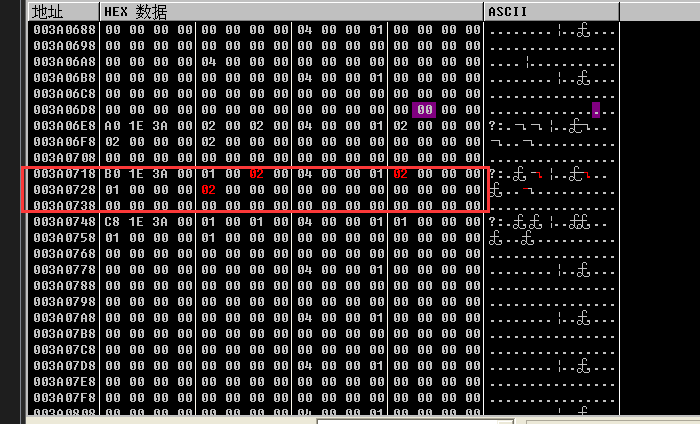 地址 HEX 数据 ASCII
003A0688 00 00 00 00 00 00 00 00 04 00 00 01 00 00 00 00
003A0698 00 00 00 00 00 00 00 00 00 00 00 00 00 00 00 00 ................
003A06A8 00 00 00 00 04 00 00 00 00 00 00 00 00 00 00 00
003A06B8 00 00 00 00 00 00 00 00 04 00 00 01 00 00 00 00
003A06C8 00 00 00 00 00 00 00 00 00 00 00 00 00 00 00 00 ................
003A06D8 00 00 00 00 00 00 00 00 00 00 00 00 00 00 00 00 ................
003A06E8 A0 1E 3A 00 02 00 02 00 04 00 00 01 02 00 00 00
003A06F8 02 00 00 00 02 00 00 00 00 00 00 00 00 00 00 00
003A0708 00 00 00 00 00 00 00 00 00 00 00 00 00 00 00 00 ................
003A0718 B0 1E 3A 00 01 00 02 00 04 00 00 01 02 00 00 00
003A0728 01 00 00 00 02 00 00 00 00 00 00 00 00 00 00 00
003A0738 00 00 00 00 00 00 00 00 00 00 00 00 00 00 00 00 ................
003A0748 C8 1E 3A 00 01 00 01 00 04 00 00 01 01 00 00 00
003A0758 01 00 00 00 01 00 00 00 00 00 00 00 00 00 00 00
003A0768 00 00 00 00 00 00 00 00 00 00 00 00 00 00 00 00 ................
003A0778 00 00 00 00 00 00 00 00 04 00 00 01 00 00 00 00
003A0788 00 00 00 00 00 00 00 00 00 00 00 00 00 00 00 00 ................
003A0798 00 00 00 00 00 00 00 00 00 00 00 00 00 00 00 00 ................
003A07A8 00 00 00 00 00 00 00 00 04 00 00 01 00 00 00 00
003A07B8 00 00 00 00 00 00 00 00 00 00 00 00 00 00 00 00 ................
003A07C8 00 00 00 00 00 00 00 00 00 00 00 00 00 00 00 00 ................
003A07D8 00 00 00 00 00 00 00 00 04 00 00 01 00 00 00 00
003A07E8 00 00 00 00 00 00 00 00 00 00 00 00 00 00 00 00 ................
003A07F8 00 00 00 00 00 00 00 00 00 00 00 00 00 00 00 00 ................
003A0808 00 00 00 00 00 00 00 00 04 00 00 01 00 00 00 00